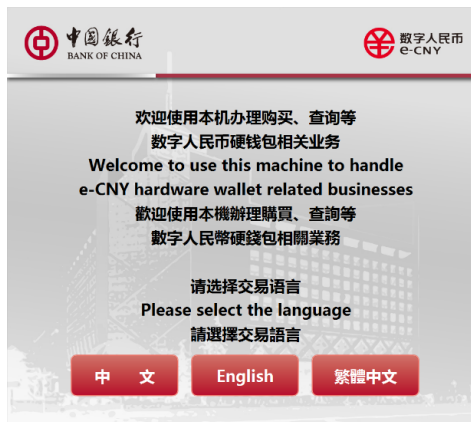 中国银行
BANK OF CHINA
数字人民币
e-CNY
欢迎使用本机办理购买、查询等
数字人民币硬钱包相关业务
Welcome to use this machine to handle
e-CNY hardware wallet related businesses
歡迎使用本機辦理購買、查詢等
數字人民幣硬錢包相關業務
请选择交易语言
Please select the language
請選擇交易語言
中 文
English
繁體中文